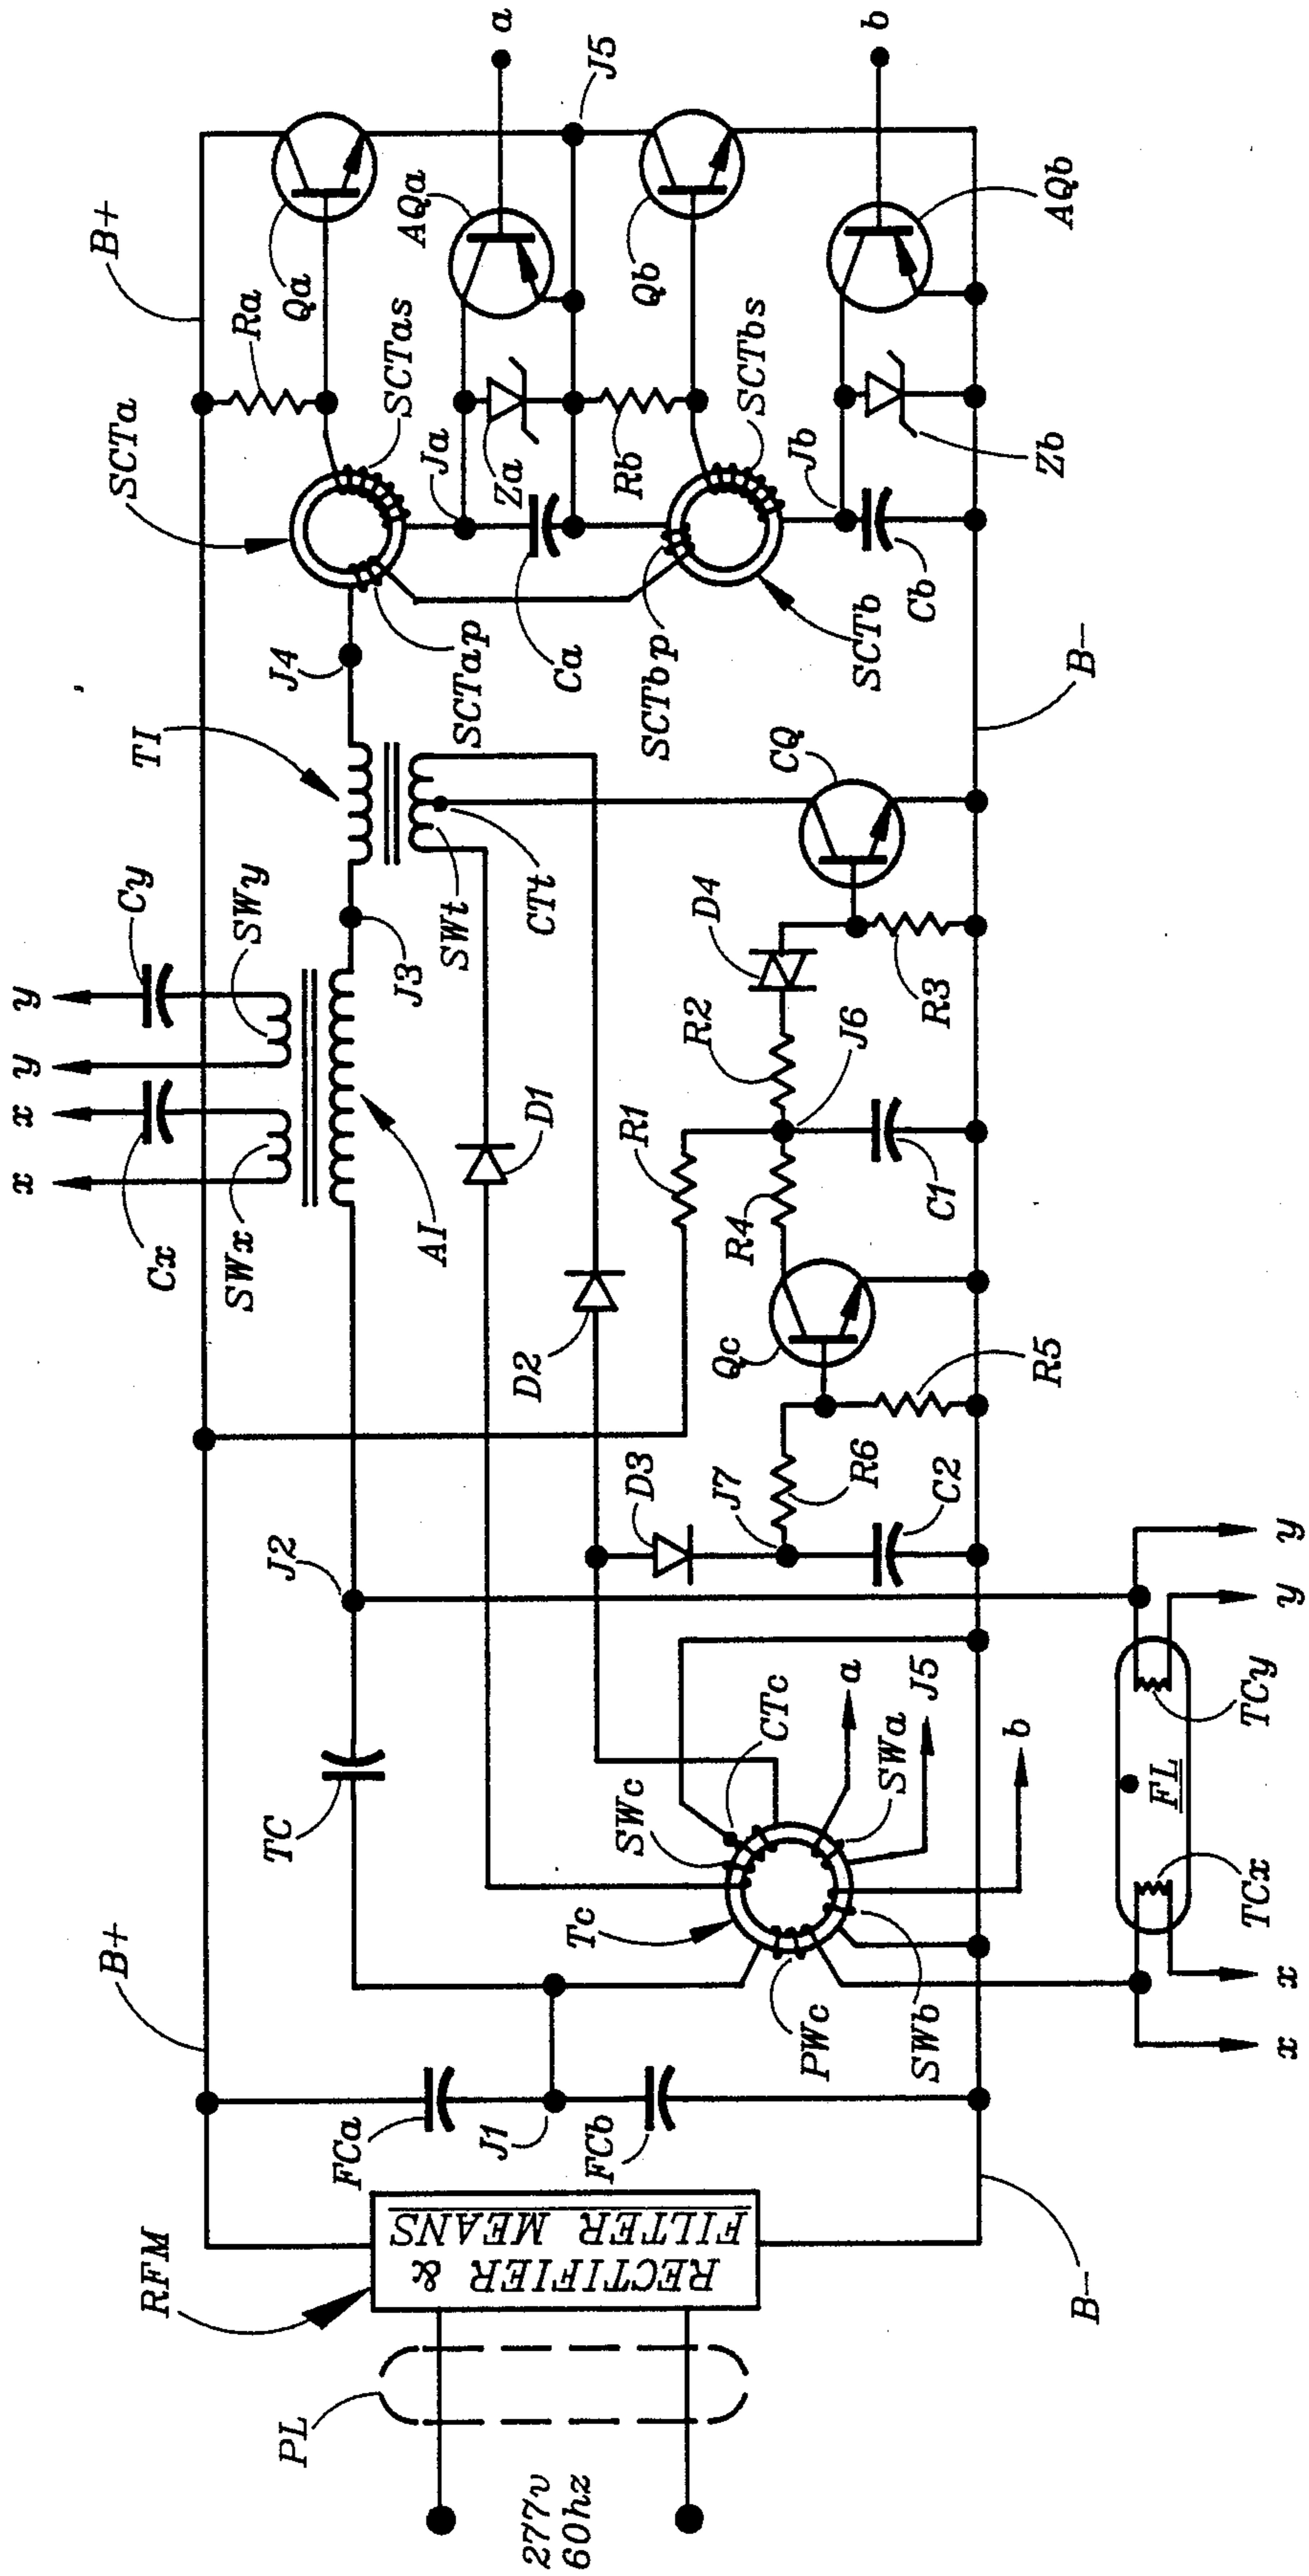 277v
60hz
PL
RFM
RECTIFIER &
FILTER MEANS
B+
B-
FCa
J1
FCb
TC
Tc
PWc
SWb
SWc
CTc
a
SWa
J5
b
x
x
TCx
FL
TCy
y
y
J2
D3
J7
R6
C2
R5
Qc
D2
D1
R1
R4
C1
J6
R2
D4
R3
CQ
x
x
y
y
Cx
SWx
Cy
SWy
AI
J3
TI
SWt
CTt
J4
SCTap
SCTa
SCTas
Ra
B+
Qa
Ja
Ca
Za
AQa
a
J5
SCTbp
SCTb
SCTbs
Rb
Qb
Jb
Cb
Zb
AQb
b
B-